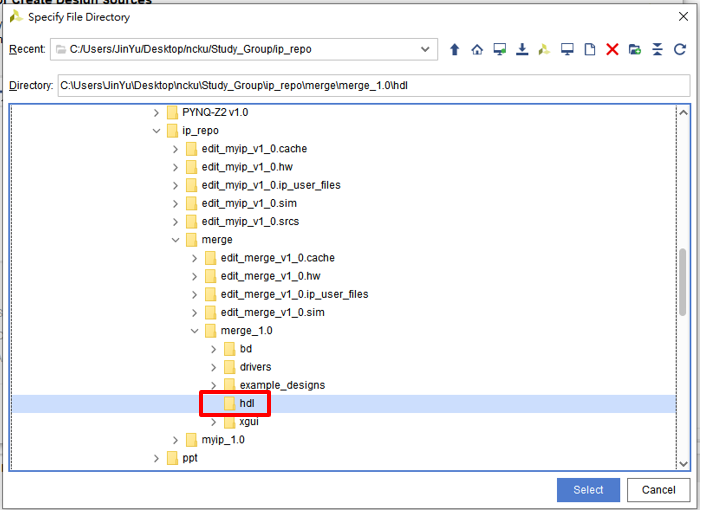 or Create Design Sources
Specify File Directory
Recent: C:/Users/JinYu/Desktop/ncku/Study_Group/ip_repo
Directory: C:\Users\JinYu\Desktop\ncku\Study_Group\ip_repo\merge\merge_1.0\hdl
PYNQ-Z2 v1.0
ip_repo
edit_myip_v1_0.cache
edit_myip_v1_0.hw
edit_myip_v1_0.ip_user_files
edit_myip_v1_0.sim
edit_myip_v1_0.srcs
merge
edit_merge_v1_0.cache
edit_merge_v1_0.hw
edit_merge_v1_0.ip_user_files
edit_merge_v1_0.sim
merge_1.0
bd
drivers
example_designs
hdl
xgui
myip_1.0
ppt
Select Cancel